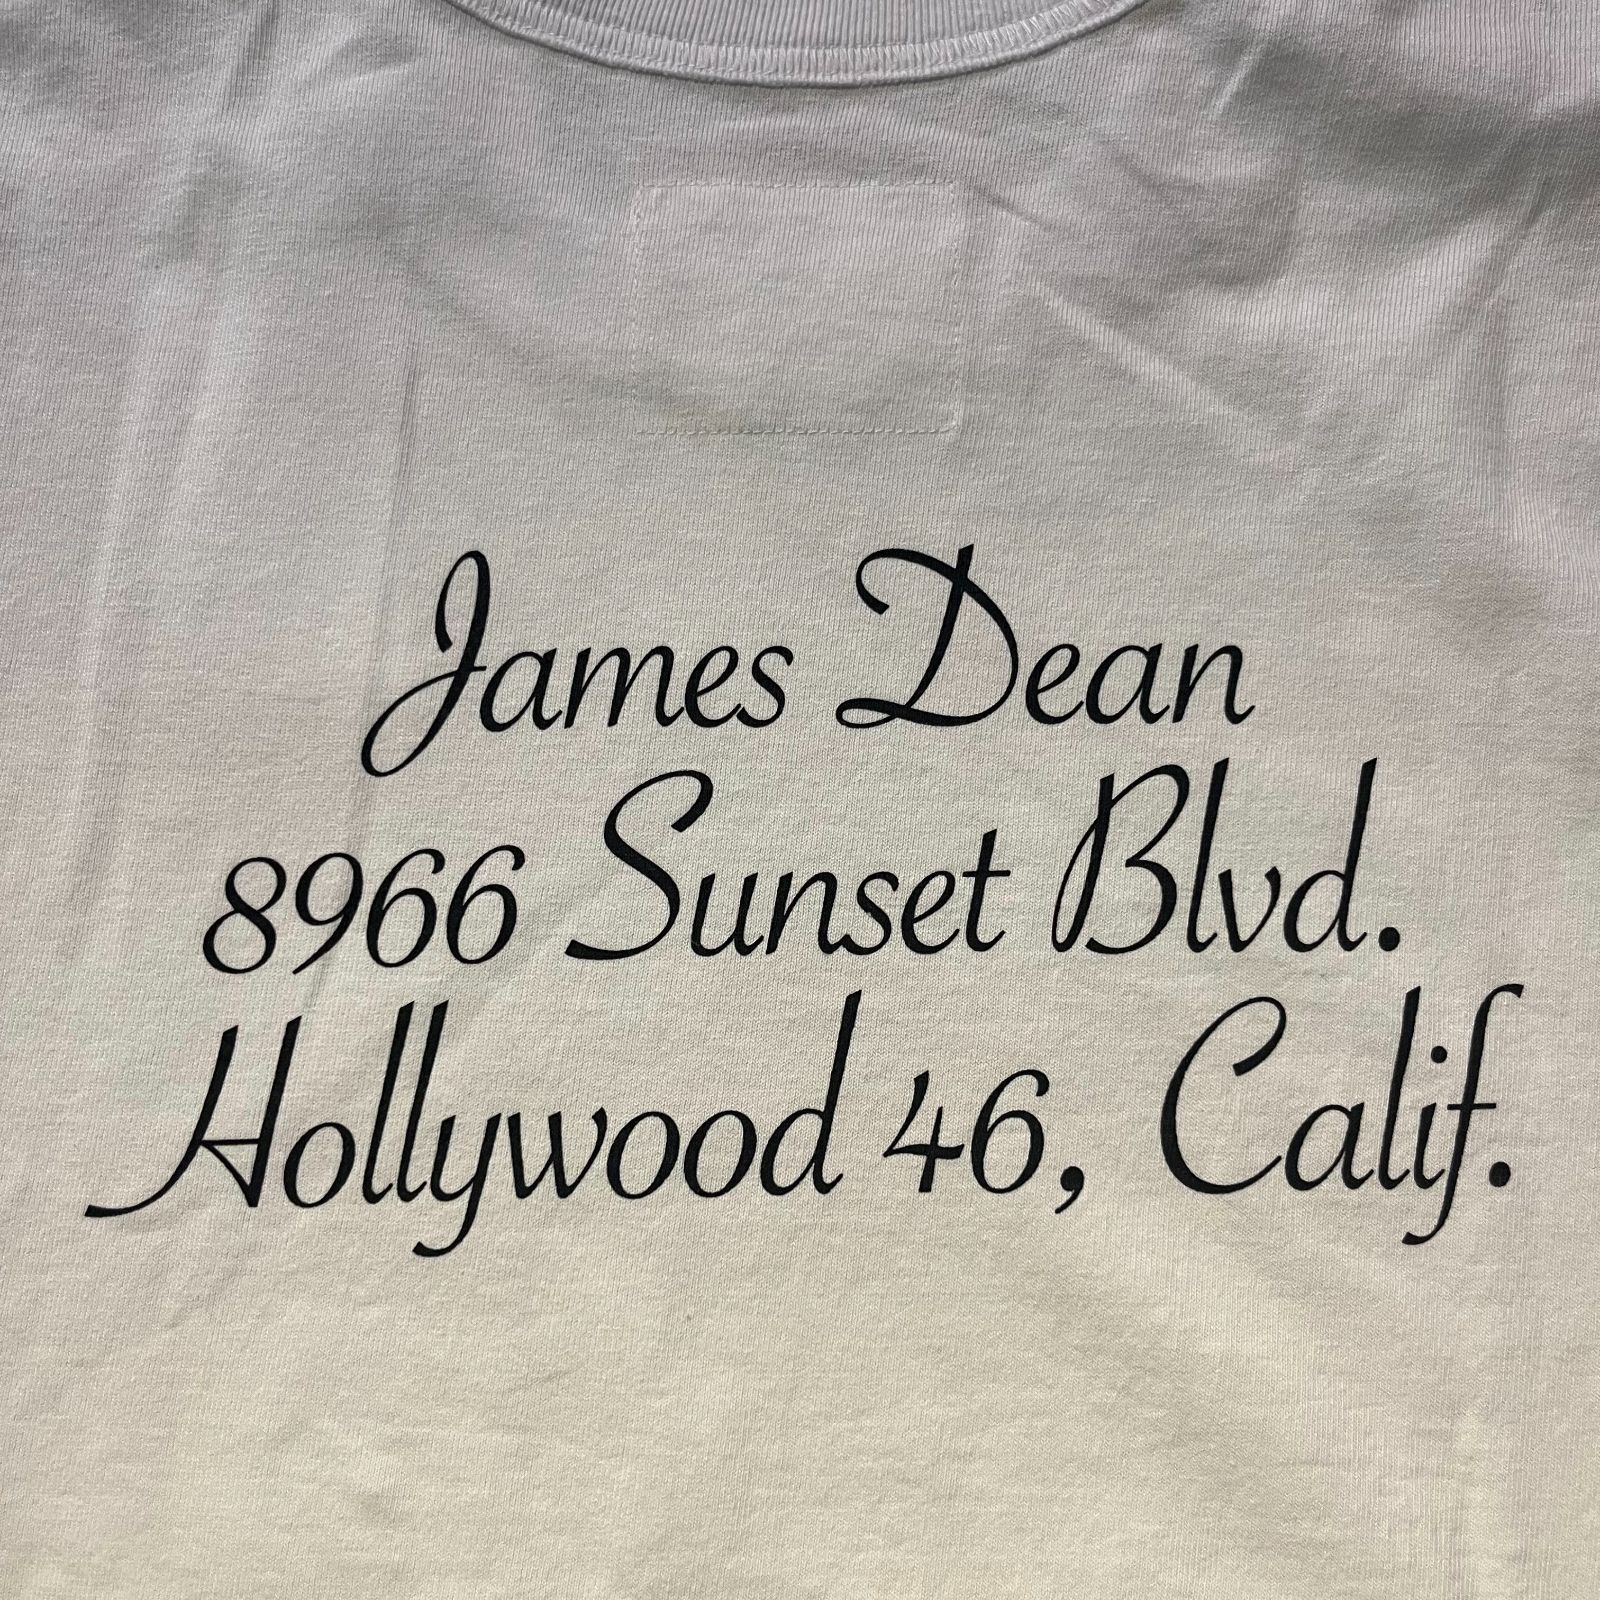 James Dean
8966 Sunset Blvd.
Hollywood 46, Calif.